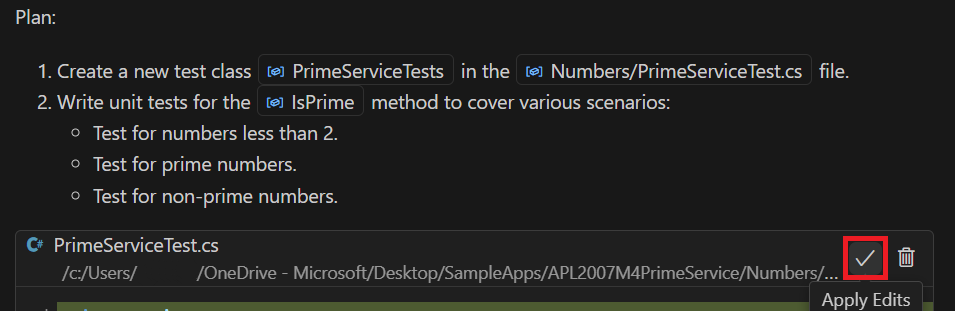 Plan:
1. Create a new test class PrimeServiceTests in the Numbers/PrimeServiceTest.cs file.
2. Write unit tests for the IsPrime method to cover various scenarios:
Test for numbers less than 2.
Test for prime numbers.
Test for non-prime numbers.
C# PrimeServiceTest.cs
/c:/Users/ /OneDrive - Microsoft/Desktop/SampleApps/APL2007M4PrimeService/Numbers/...
Apply Edits